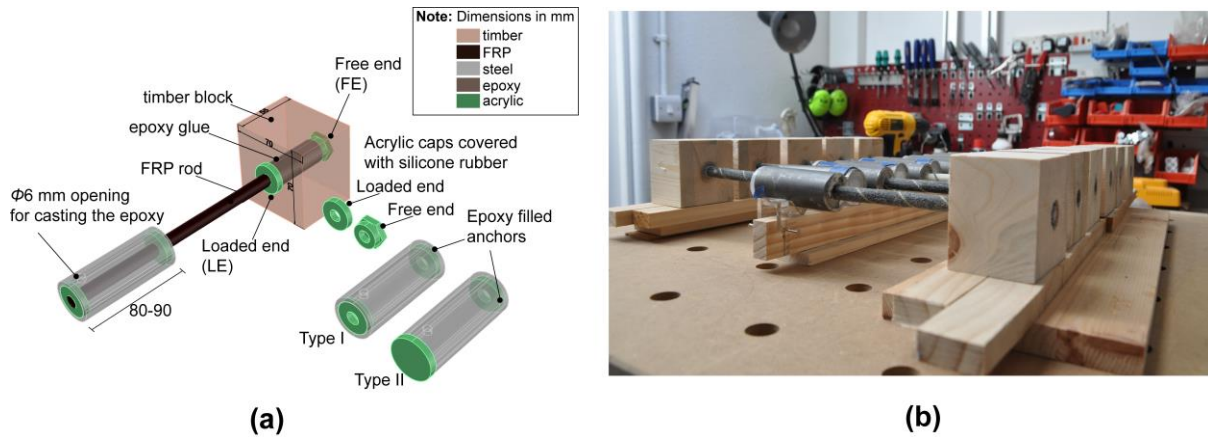 Note: Dimensions in mm
timber
FRP
steel
epoxy
acrylic
Free end
(FE)
timber block
epoxy glue
FRP rod
Φ6 mm opening
for casting the epoxy
70
Loaded end
(LE)
80-90
Acrylic caps covered
with silicone rubber
Loaded end
Free end
Epoxy filled
anchors
Type I
Type II
(a)
(b)